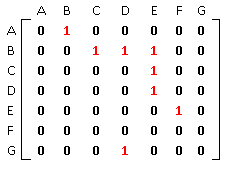 A B C D E F G
A 0 1 0 0 0 0 0
B 0 0 1 1 1 0 0
C 0 0 0 0 1 0 0
D 0 0 0 0 1 0 0
E 0 0 0 0 0 1 0
F 0 0 0 0 0 0 0
G 0 0 0 1 0 0 0